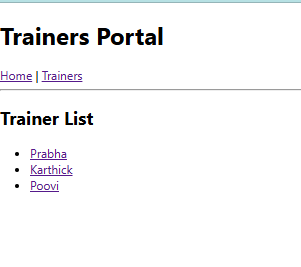 Trainers Portal
Home | Trainers
Trainer List
Prabha
Karthick
Poovi